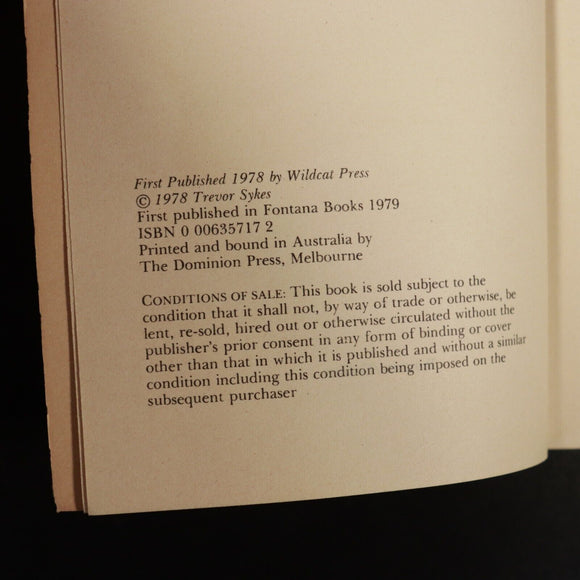 First Published 1978 by Wildcat Press
© 1978 Trevor Sykes
First published in Fontana Books 1979
ISBN 0 00635717 2
Printed and bound in Australia by
The Dominion Press, Melbourne
CONDITIONS OF SALE: This book is sold subject to the
condition that it shall not, by way of trade or otherwise, be
lent, re-sold, hired out or otherwise circulated without the
publisher's prior consent in any form of binding or cover
other than that in which it is published and without a similar
condition including this condition being imposed on the
subsequent purchaser